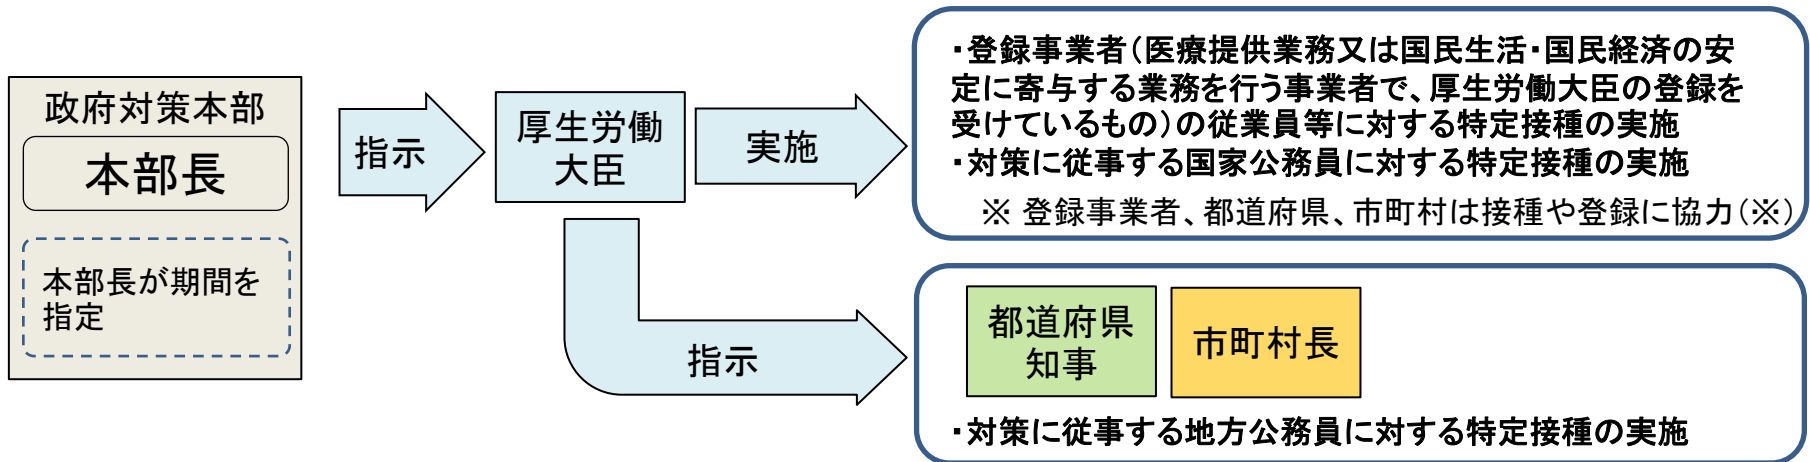 政府対策本部
本部長
本部長が期間を
指定
指示
厚生労働
大臣
実施
・登録事業者(医療提供業務又は国民生活・国民経済の安
定に寄与する業務を行う事業者で、厚生労働大臣の登録を
受けているもの)の従業員等に対する特定接種の実施
・対策に従事する国家公務員に対する特定接種の実施
※ 登録事業者、都道府県、市町村は接種や登録に協力(※)
指示
都道府県
知事
市町村長
・対策に従事する地方公務員に対する特定接種の実施